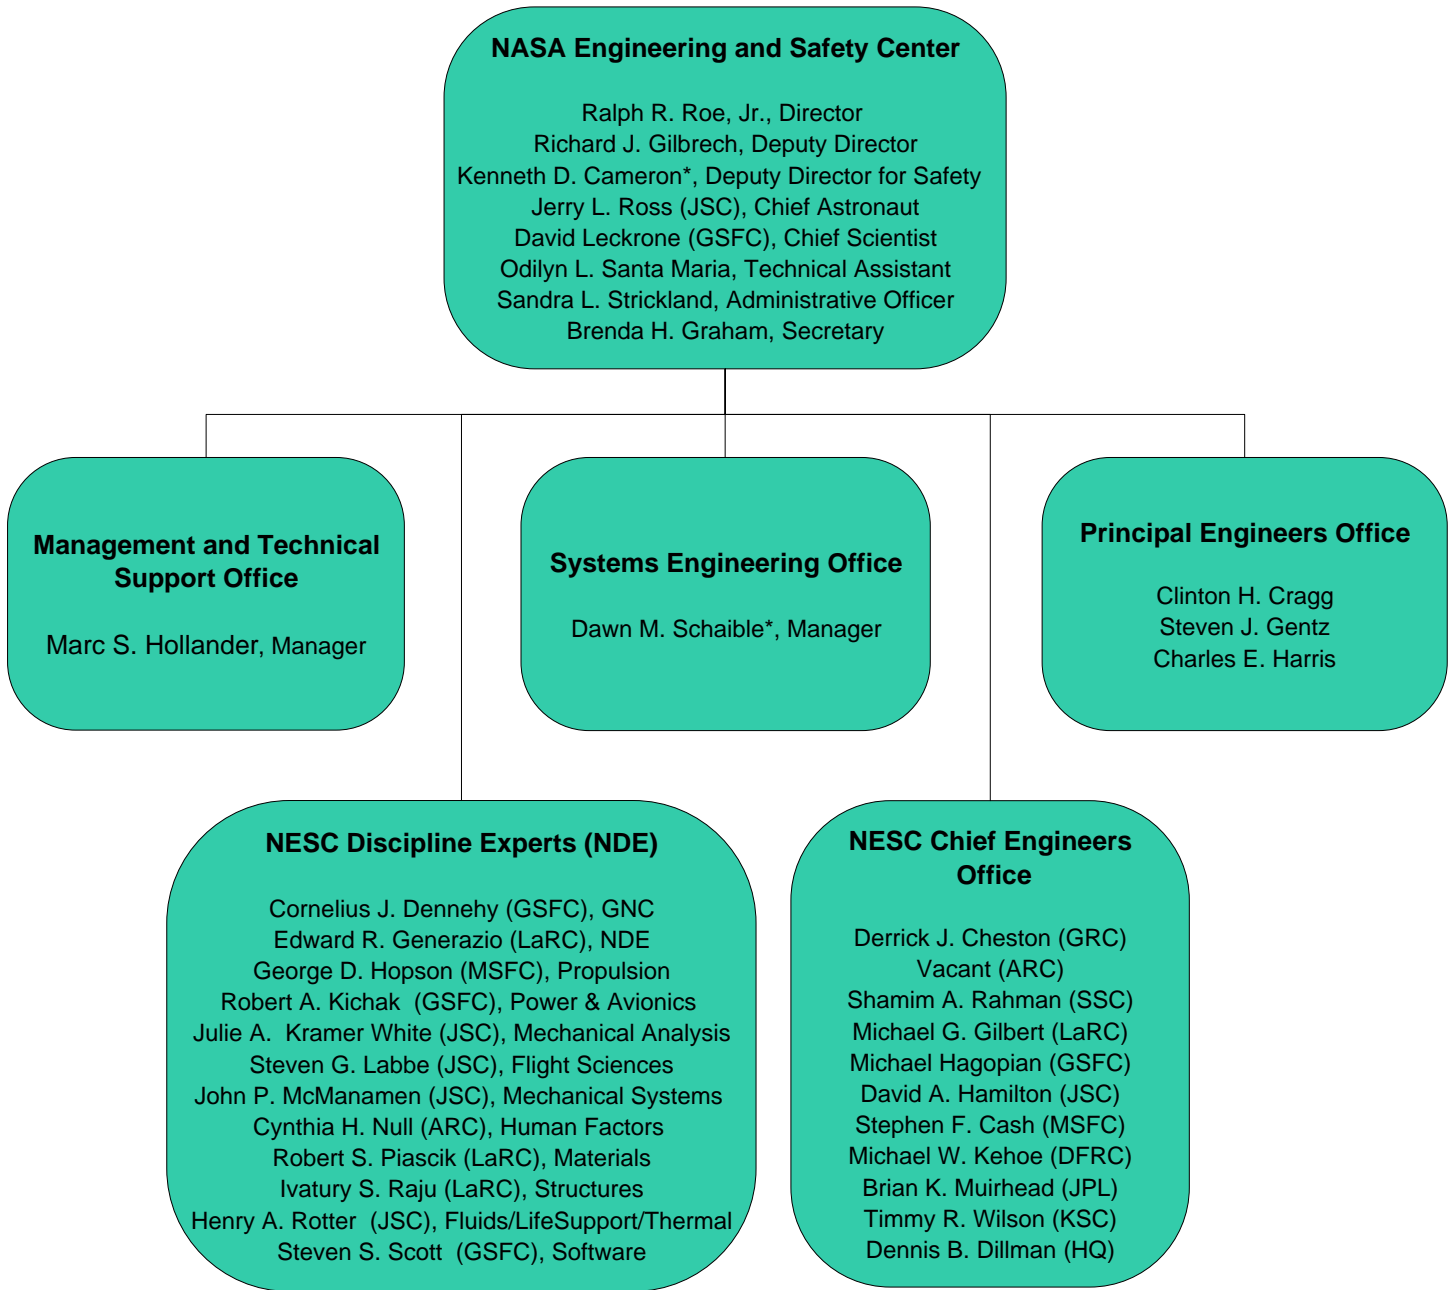 NASA Engineering and Safety Center
Ralph R. Roe, Jr., Director
Richard J. Gilbrech, Deputy Director
Kenneth D. Cameron*, Deputy Director for Safety
Jerry L. Ross (JSC), Chief Astronaut
David Leckrone (GSFC), Chief Scientist
Odilyn L. Santa Maria, Technical Assistant
Sandra L. Strickland, Administrative Officer
Brenda H. Graham, Secretary
Management and Technical
Support Office
Marc S. Hollander, Manager
Systems Engineering Office
Dawn M. Schaible*, Manager
Principal Engineers Office
Clinton H. Cragg
Steven J. Gentz
Charles E. Harris
NESC Discipline Experts (NDE)
Cornelius J. Dennehy (GSFC), GNC
Edward R. Generazio (LaRC), NDE
George D. Hopson (MSFC), Propulsion
Robert A. Kichak  (GSFC), Power & Avionics
Julie A.  Kramer White (JSC), Mechanical Analysis
Steven G. Labbe (JSC), Flight Sciences
John P. McManamen (JSC), Mechanical Systems
Cynthia H. Null (ARC), Human Factors
Robert S. Piascik (LaRC), Materials
Ivatury S. Raju (LaRC), Structures
Henry A. Rotter  (JSC), Fluids/LifeSupport/Thermal
Steven S. Scott  (GSFC), Software
NESC Chief Engineers
Office
Derrick J. Cheston (GRC)
Vacant (ARC)
Shamim A. Rahman (SSC)
Michael G. Gilbert (LaRC)
Michael Hagopian (GSFC)
David A. Hamilton (JSC)
Stephen F. Cash (MSFC)
Michael W. Kehoe (DFRC)
Brian K. Muirhead (JPL)
Timmy R. Wilson (KSC)
Dennis B. Dillman (HQ)